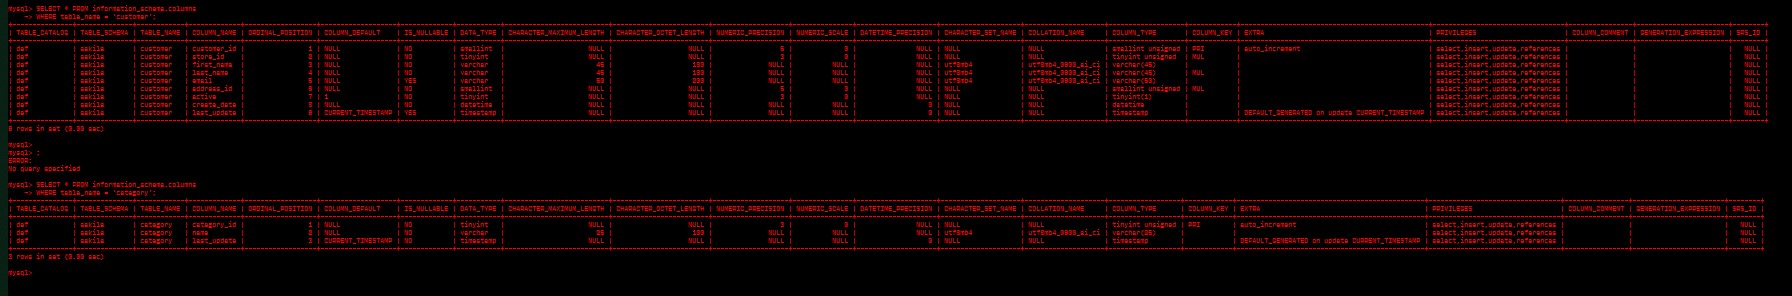 mysql> SELECT * FROM information_schema.columns
-> WHERE table_name = 'customer';
| TABLE_CATALOG | TABLE_SCHEMA | TABLE_NAME | COLUMN_NAME | ORDINAL_POSITION | COLUMN_DEFAULT | IS_NULLABLE | DATA_TYPE | CHARACTER_MAXIMUM_LENGTH | CHARACTER_OCTET_LENGTH | NUMERIC_PRECISION | NUMERIC_SCALE | DATETIME_PRECISION | CHARACTER_SET_NAME | COLLATION_NAME | COLUMN_TYPE | COLUMN_KEY | EXTRA | PRIVILEGES | COLUMN_COMMENT | GENERATION_EXPRESSION | SRS_ID |
| def | sakila | customer | customer_id | 1 | NULL | NO | smallint | NULL | NULL | 5 | 0 | NULL | NULL | NULL | smallint unsigned | PRI | auto_increment | select,insert,update,references | | | NULL |
| def | sakila | customer | store_id | 2 | NULL | NO | tinyint | NULL | NULL | 3 | 0 | NULL | NULL | NULL | tinyint unsigned | MUL | | select,insert,update,references | | | NULL |
| def | sakila | customer | first_name | 3 | NULL | NO | varchar | 45 | 180 | NULL | NULL | NULL | utf8mb4 | utf8mb4_0900_ai_ci | varchar(45) | | | select,insert,update,references | | | NULL |
| def | sakila | customer | last_name | 4 | NULL | NO | varchar | 45 | 180 | NULL | NULL | NULL | utf8mb4 | utf8mb4_0900_ai_ci | varchar(45) | MUL | | select,insert,update,references | | | NULL |
| def | sakila | customer | email | 5 | NULL | YES | varchar | 50 | 200 | NULL | NULL | NULL | utf8mb4 | utf8mb4_0900_ai_ci | varchar(50) | | | select,insert,update,references | | | NULL |
| def | sakila | customer | address_id | 6 | NULL | NO | smallint | NULL | NULL | 5 | 0 | NULL | NULL | NULL | smallint unsigned | MUL | | select,insert,update,references | | | NULL |
| def | sakila | customer | active | 7 | 1 | NO | tinyint | NULL | NULL | 3 | 0 | NULL | NULL | NULL | tinyint(1) | | | select,insert,update,references | | | NULL |
| def | sakila | customer | create_date | 8 | NULL | NO | datetime | NULL | NULL | NULL | NULL | 0 | NULL | NULL | datetime | | | select,insert,update,references | | | NULL |
| def | sakila | customer | last_update | 9 | CURRENT_TIMESTAMP | YES | timestamp | NULL | NULL | NULL | NULL | 0 | NULL | NULL | timestamp | | DEFAULT_GENERATED on update CURRENT_TIMESTAMP | select,insert,update,references | | | NULL |
9 rows in set (0.00 sec)
mysql>
mysql> ;
ERROR:
No query specified
mysql> SELECT * FROM information_schema.columns
-> WHERE table_name = 'category';
| TABLE_CATALOG | TABLE_SCHEMA | TABLE_NAME | COLUMN_NAME | ORDINAL_POSITION | COLUMN_DEFAULT | IS_NULLABLE | DATA_TYPE | CHARACTER_MAXIMUM_LENGTH | CHARACTER_OCTET_LENGTH | NUMERIC_PRECISION | NUMERIC_SCALE | DATETIME_PRECISION | CHARACTER_SET_NAME | COLLATION_NAME | COLUMN_TYPE | COLUMN_KEY | EXTRA | PRIVILEGES | COLUMN_COMMENT | GENERATION_EXPRESSION | SRS_ID |
| def | sakila | category | category_id | 1 | NULL | NO | tinyint | NULL | NULL | 3 | 0 | NULL | NULL | NULL | tinyint unsigned | PRI | auto_increment | select,insert,update,references | | | NULL |
| def | sakila | category | name | 2 | NULL | NO | varchar | 25 | 100 | NULL | NULL | NULL | utf8mb4 | utf8mb4_0900_ai_ci | varchar(25) | | | select,insert,update,references | | | NULL |
| def | sakila | category | last_update | 3 | CURRENT_TIMESTAMP | NO | timestamp | NULL | NULL | NULL | NULL | 0 | NULL | NULL | timestamp | | DEFAULT_GENERATED on update CURRENT_TIMESTAMP | select,insert,update,references | | | NULL |
3 rows in set (0.00 sec)
mysql>